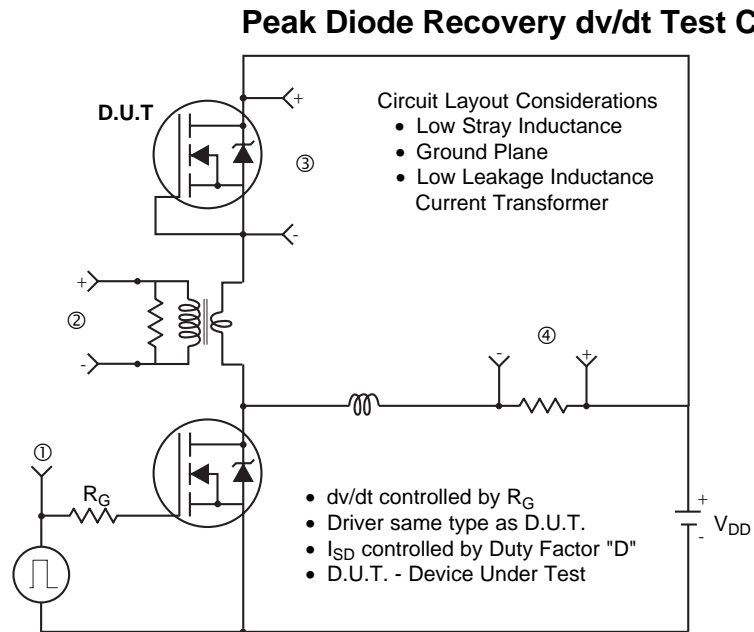 Peak Diode Recovery dv/dt Test C
D.U.T
+
Circuit Layout Considerations
• Low Stray Inductance
• Ground Plane
• Low Leakage Inductance
Current Transformer
③
-
+
②
-
④
-
+
①
R_G
• dv/dt controlled by R_G
• Driver same type as D.U.T.
• I_SD controlled by Duty Factor "D"
• D.U.T. - Device Under Test
+
V_DD
-